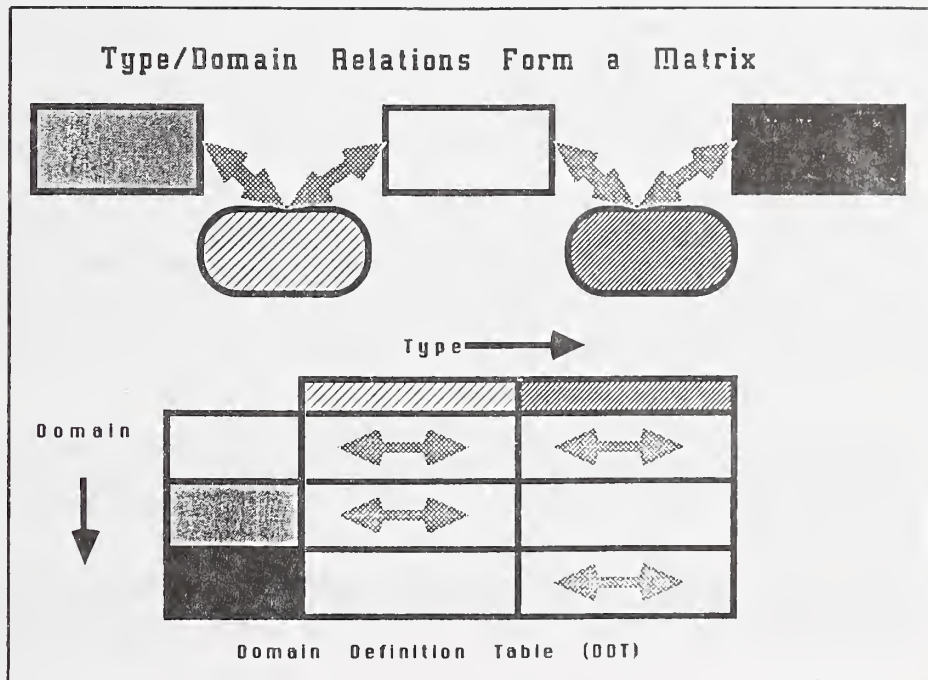 Type/Domain Relations Form a Matrix
Type
Domain
Domain Definition Table (DDT)